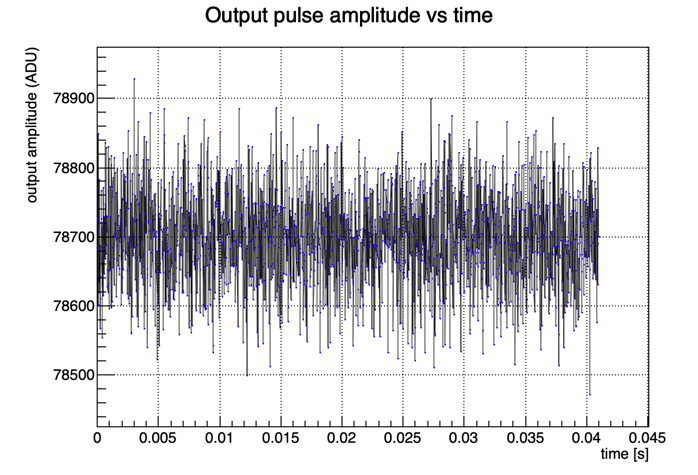 Output pulse amplitude vs time
output amplitude (ADU)
78900
78800
78700
78600
78500
0 0.005 0.01 0.015 0.02 0.025 0.03 0.035 0.04 0.045
time [s]